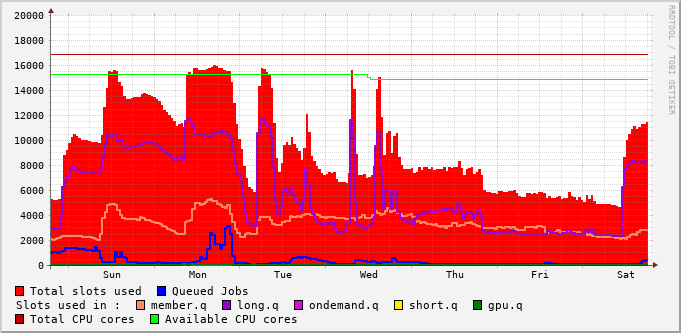 20000
18000
16000
14000
12000
10000
8000
6000
4000
2000
0
Sun Mon Tue Wed Thu Fri Sat
RRDTOOL / TOBI OETIKER
Total slots used Queued Jobs
Slots used in : member.q long.q ondemand.q short.q gpu.q
Total CPU cores Available CPU cores